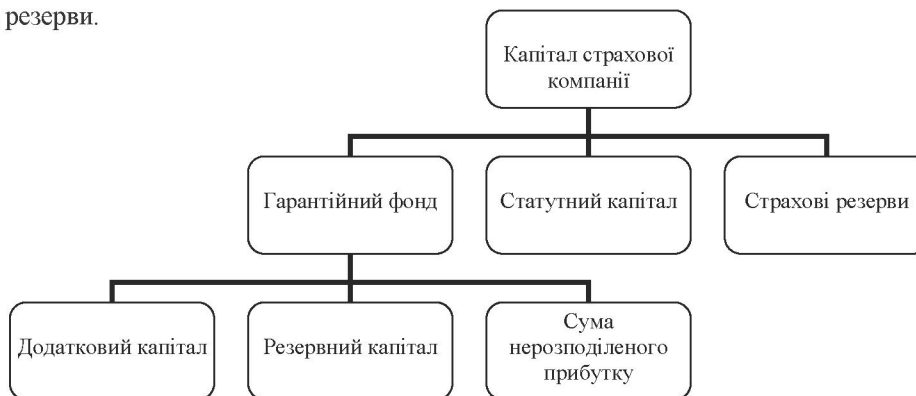 резерви.
Капітал страхової
компанії
Гарантійний фонд
Статутний капітал
Страхові резерви
Додатковий капітал
Резервний капітал
Сума
нерозподіленого
прибутку